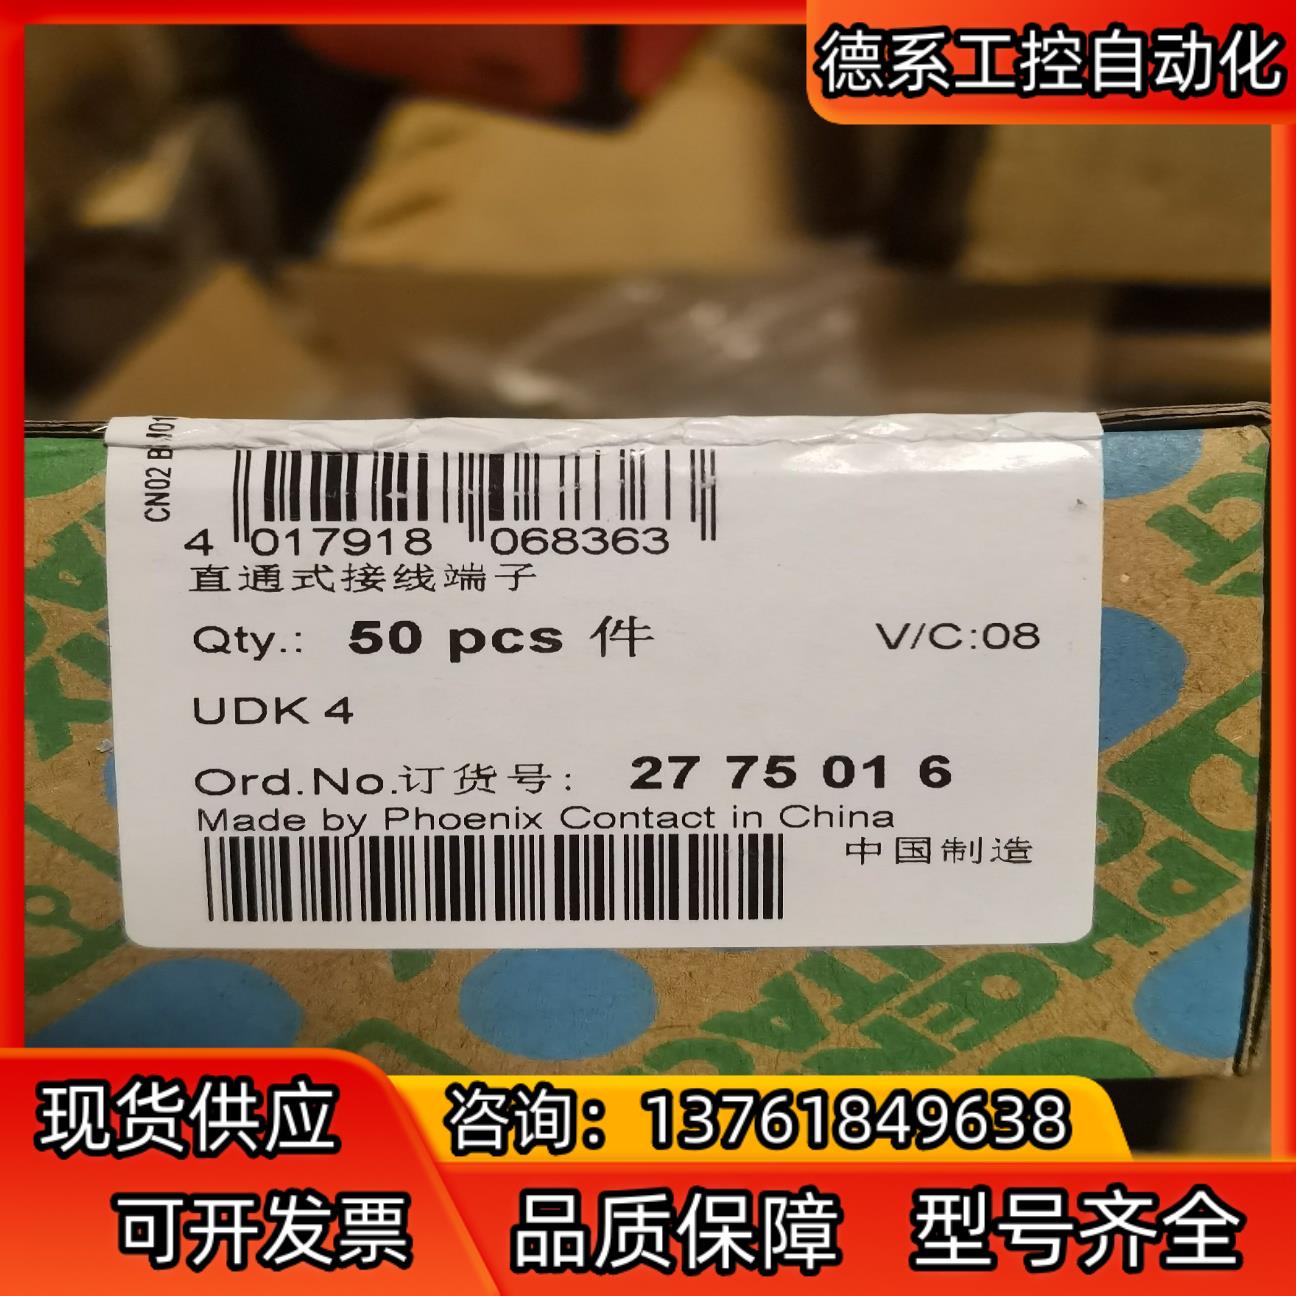 德系工控自动化
CN02 BM01
4 017918 068363
直通式接线端子
Qty.: 50 pcs 件
V/C:08
UDK 4
Ord.No.订货号: 27 75 01 6
Made by Phoenix Contact in China
中国制造
现货供应
咨询：13761849638
可开发票
品质保障
型号齐全